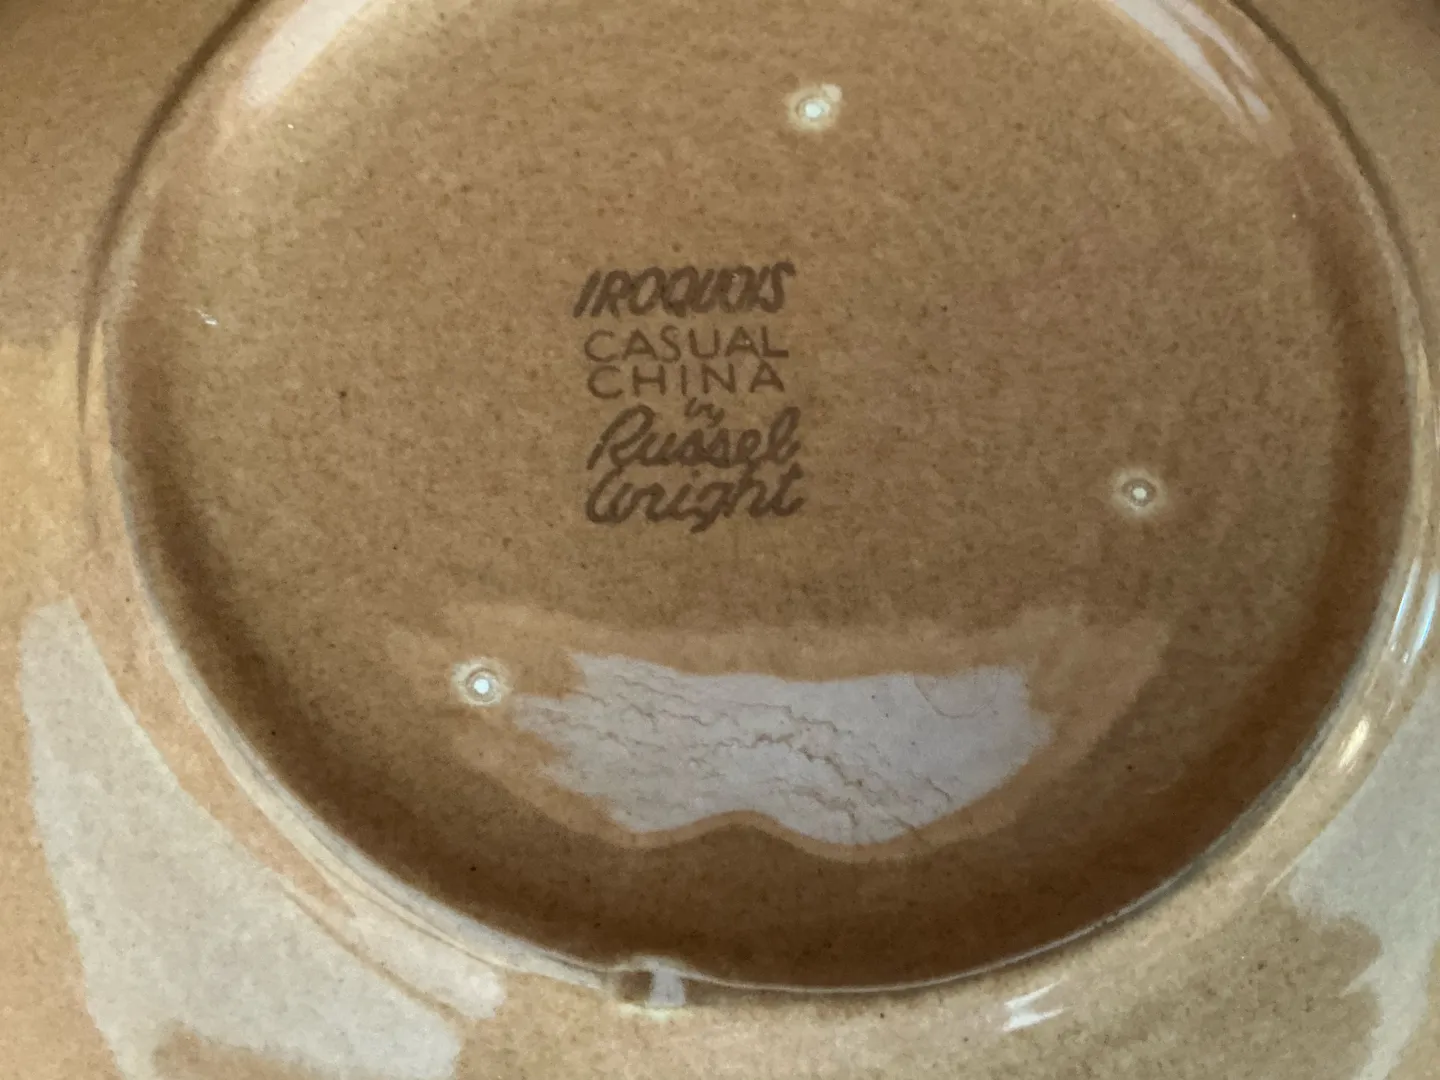 IROQUOIS
CASUAL
CHINA
by
Russel
Wright